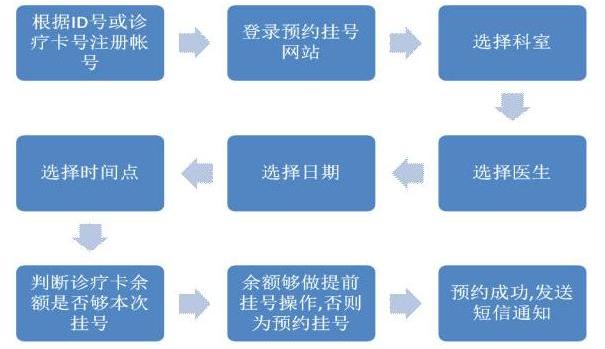 根据ID号或诊
疗卡号注册帐
号
登录预约挂号
网站
选择科室
选择医生
选择日期
选择时间点
判断诊疗卡余
额是否够本次
挂号
余额够做提前
挂号操作,否则
为预约挂号
预约成功,发送
短信通知